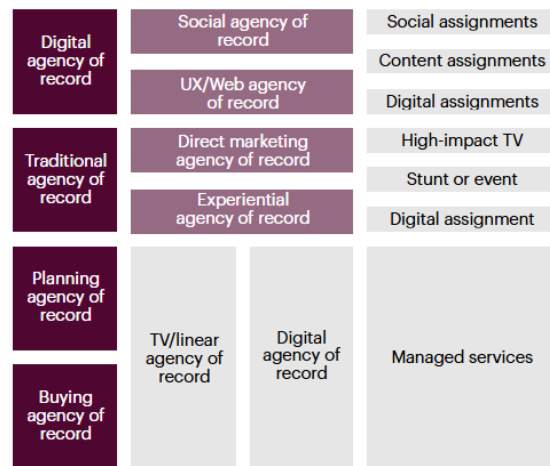 Digital
agency of
record
Social agency of
record
UX/Web agency
of record
Social assignments
Content assignments
Digital assignments
Traditional
agency of
record
Direct marketing
agency of record
Experiential
agency of record
High-impact TV
Stunt or event
Digital assignment
Planning
agency of
record
Buying
agency of
record
TV/linear
agency of
record
Digital
agency of
record
Managed services